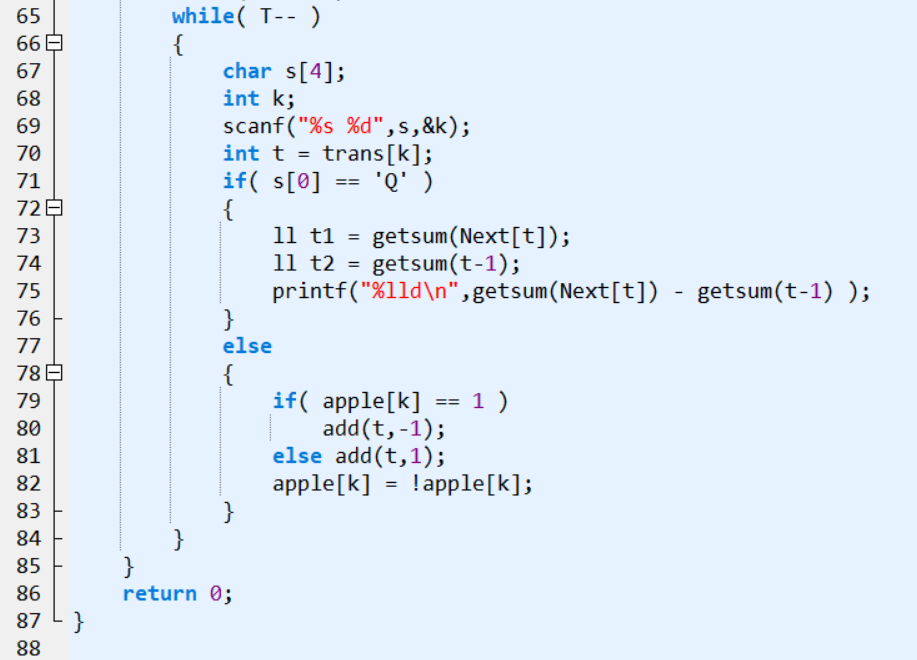 65 while( T-- )
66 {
67 char s[4];
68 int k;
69 scanf("%s %d",s,&k);
70 int t = trans[k];
71 if( s[0] == 'Q' )
72 {
73 ll t1 = getsum(Next[t]);
74 ll t2 = getsum(t-1);
75 printf("%lld\n",getsum(Next[t]) - getsum(t-1) );
76 }
77 else
78 {
79 if( apple[k] == 1 )
80 add(t,-1);
81 else add(t,1);
82 apple[k] = !apple[k];
83 }
84 }
85 }
86 return 0;
87 }
88